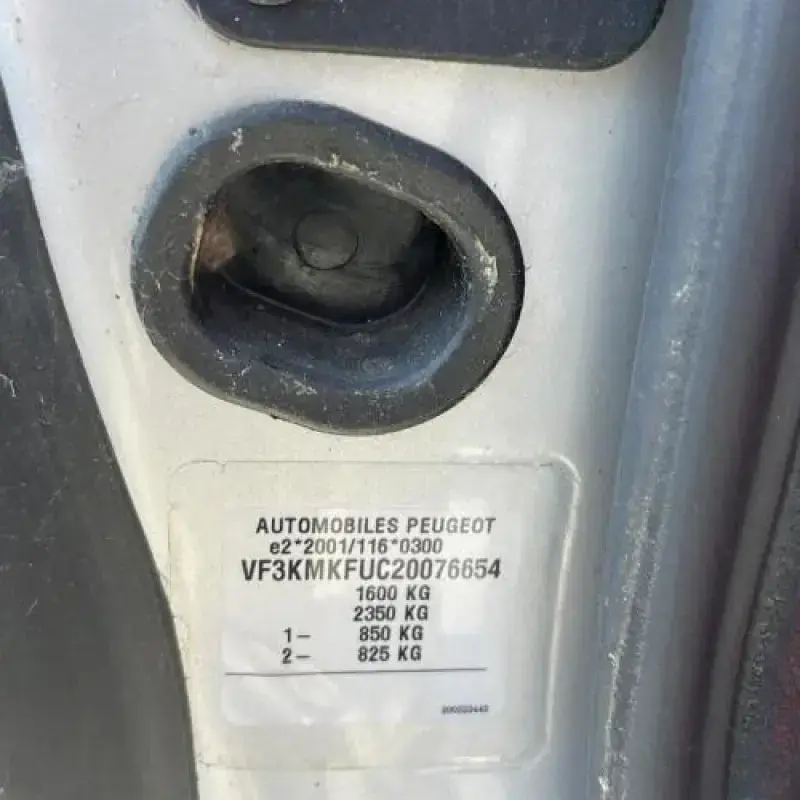 AUTOMOBILES PEUGEOT
e2*2001/116*0300
VF3KMKFUC20076654
1600 KG
2350 KG
1- 850 KG
2- 825 KG